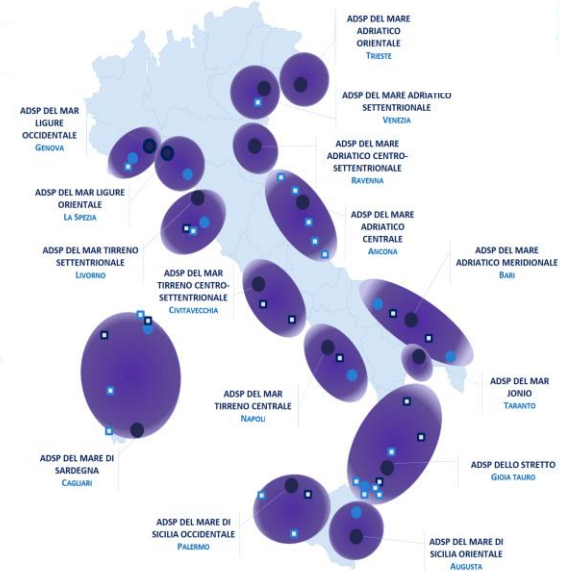 ADSP DEL MARE
ADRIATICO
ORIENTALE
TRIESTE
ADSP DEL MARE ADRIATICO
SETTENTRIONALE
VENEZIA
ADSP DEL MAR
LIGURE
OCCIDENTALE
GENOVA
ADSP DEL MARE
ADRIATICO CENTRO-
SETTENTRIONALE
RAVENNA
ADSP DEL MAR LIGURE
ORIENTALE
LA SPEZIA
ADSP DEL MARE
ADRIATICO
CENTRALE
ANCONA
ADSP DEL MAR TIRRENO
SETTENTRIONALE
LIVORNO
ADSP DEL MARE
ADRIATICO MERIDIONALE
BARI
ADSP DEL MAR
TIRRENO CENTRO-
SETTENTRIONALE
CIVITAVECCHIA
ADSP DEL MAR
TIRRENO CENTRALE
NAPOLI
ADSP DEL MAR
JONIO
TARANTO
ADSP DEL MARE DI
SARDEGNA
CAGLIARI
ADSP DELLO STRETTO
GIOIA TAURO
ADSP DEL MARE DI
SICILIA OCCIDENTALE
PALERMO
ADSP DEL MARE DI
SICILIA ORIENTALE
AUGUSTA